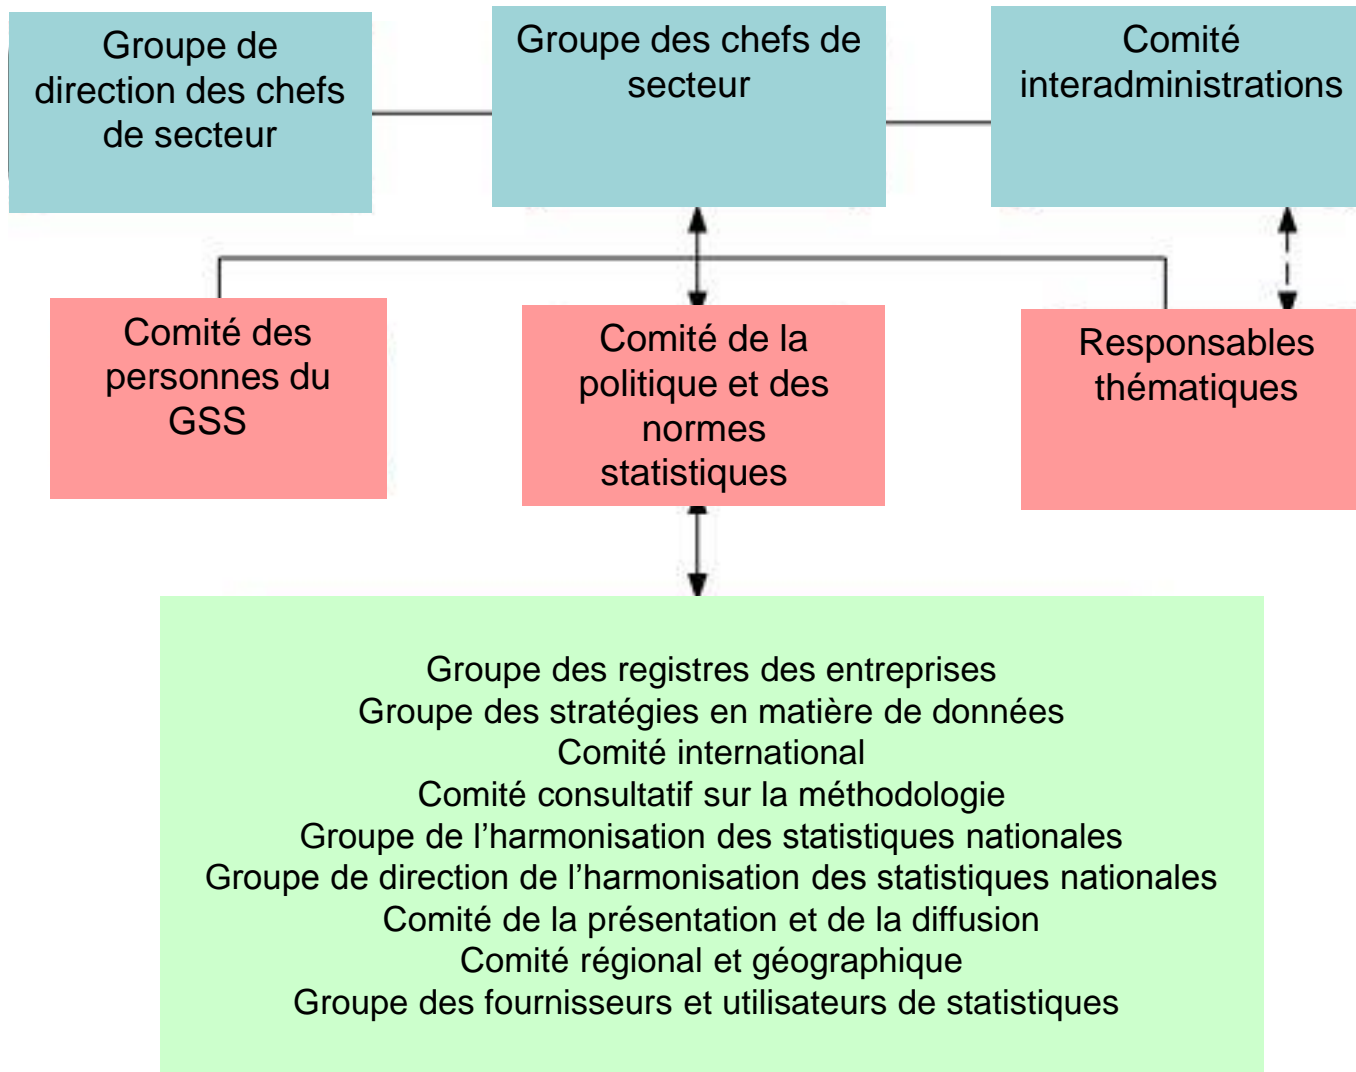 Groupe de
direction des chefs
de secteur
Groupe des chefs de
secteur
Comité
interadministrations
Comité des
personnes du
GSS
Comité de la
politique et des
normes
statistiques
Responsables
thématiques
Groupe des registres des entreprises
Groupe des stratégies en matière de données
Comité international
Comité consultatif sur la méthodologie
Groupe de l’harmonisation des statistiques nationales
Groupe de direction de l’harmonisation des statistiques nationales
Comité de la présentation et de la diffusion
Comité régional et géographique
Groupe des fournisseurs et utilisateurs de statistiques